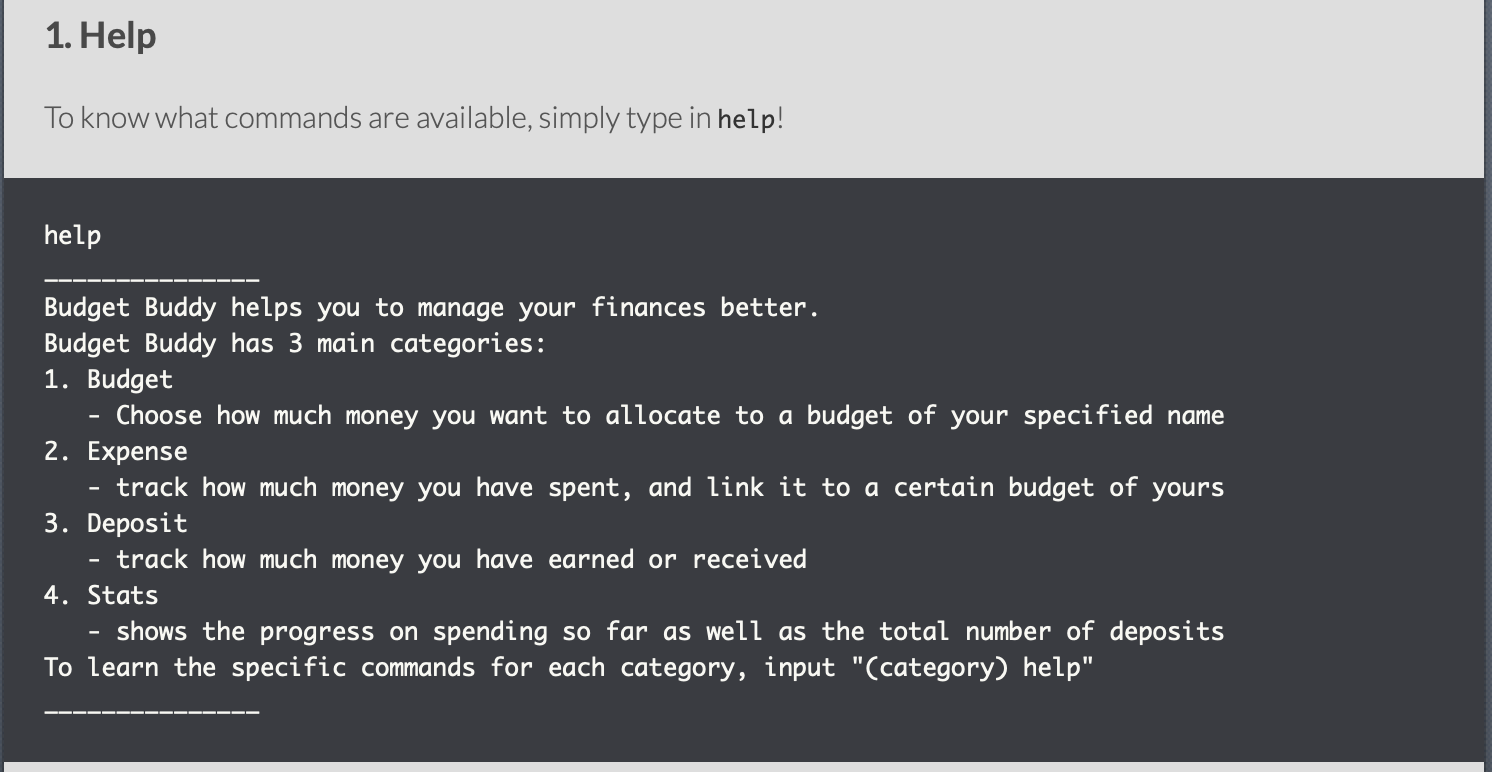 1. Help
To know what commands are available, simply type in help!
help
_______________
Budget Buddy helps you to manage your finances better.
Budget Buddy has 3 main categories:
1. Budget
   - Choose how much money you want to allocate to a budget of your specified name
2. Expense
   - track how much money you have spent, and link it to a certain budget of yours
3. Deposit
   - track how much money you have earned or received
4. Stats
   - shows the progress on spending so far as well as the total number of deposits
To learn the specific commands for each category, input "(category) help"
_______________